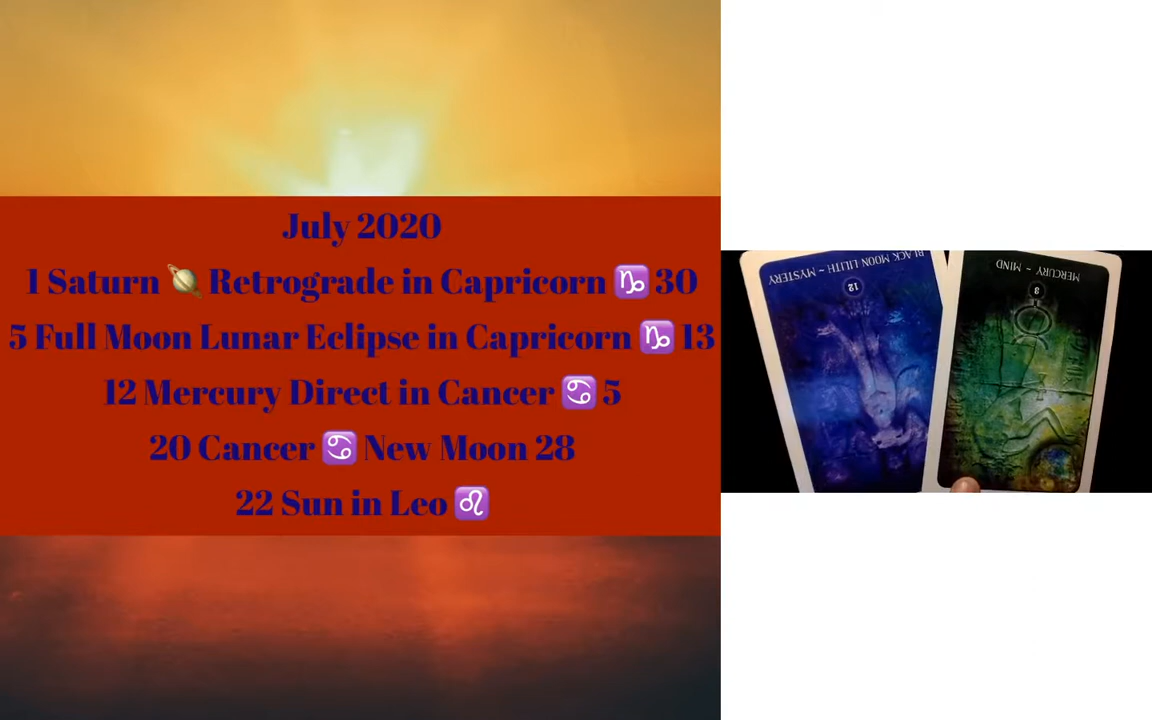 July 2020
1 Saturn 🪐 Retrograde in Capricorn ♑ 30
5 Full Moon Lunar Eclipse in Capricorn ♑ 13
12 Mercury Direct in Cancer ♋ 5
20 Cancer ♋ New Moon 28
22 Sun in Leo ♌
BLACK MOON LILITH ~ MYSTERY
12
MERCURY ~ MIND
3